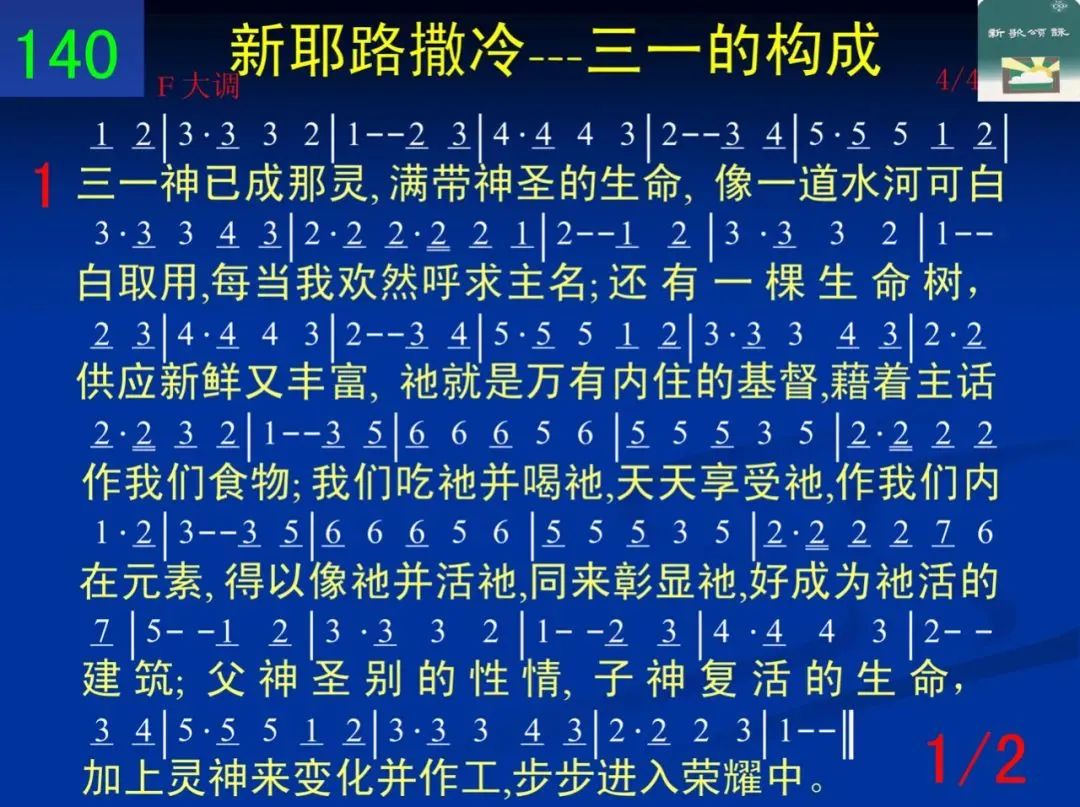 140
新耶路撒冷---三一的构成
新歌颂咏
F大调
4/4
1 2|3·3 3 2|1--2 3|4·4 4 3|2--3 4|5·5 5 1 2|
1 三一神已成那灵,满带神圣的生命, 像一道水河可白
3·3 3 4 3|2·2 2·2 2 1|2--1 2|3·3 3 2|1--
白取用,每当我欢然呼求主名;还有一棵生命树,
2 3|4·4 4 3|2--3 4|5·5 5 1 2|3·3 3 4 3|2·2
供应新鲜又丰富, 祂就是万有内住的基督,藉着主话
2·2 3 2|1--3 5|6 6 6 5 6|5 5 5 3 5|2·2 2 2
作我们食物;我们吃祂并喝祂,天天享受祂,作我们内
1·2|3--3 5|6 6 6 5 6|5 5 5 3 5|2·2 2 2 7 6
在元素,得以像祂并活祂,同来彰显祂,好成为祂活的
7|5--1 2|3·3 3 2|1--2 3|4·4 4 3|2--
建筑; 父神圣别的性情, 子神复活的生命,
3 4|5·5 5 1 2|3·3 3 4 3|2·2 2 3|1--‖
加上灵神来变化并作工,步步进入荣耀中。
1/2